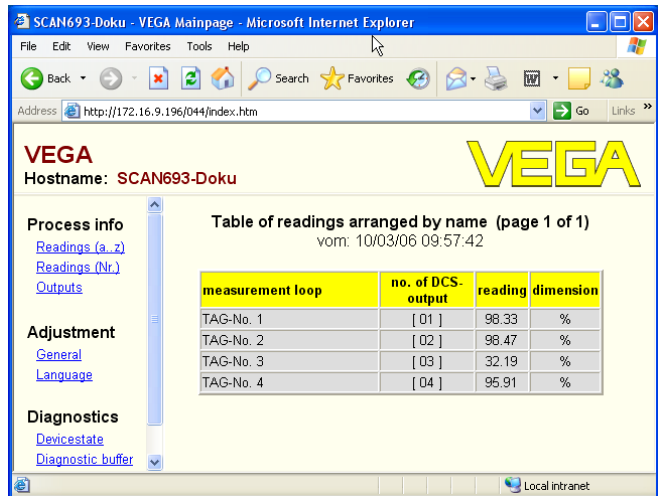 SCAN693-Doku - VEGA Mainpage - Microsoft Internet Explorer
File Edit View Favorites Tools Help
Back Search Favorites
Address http://172.16.9.196/044/index.htm Go Links »
VEGA
Hostname: SCAN693-Doku
VEGA
Process info
Readings (a..z)
Readings (Nr.)
Outputs
Adjustment
General
Language
Diagnostics
Devicestate
Diagnostic buffer
Table of readings arranged by name (page 1 of 1)
vom: 10/03/06 09:57:42
measurement loop no. of DCS-output reading dimension
TAG-No. 1 [ 01 ] 98.33 %
TAG-No. 2 [ 02 ] 98.47 %
TAG-No. 3 [ 03 ] 32.19 %
TAG-No. 4 [ 04 ] 95.91 %
Local intranet